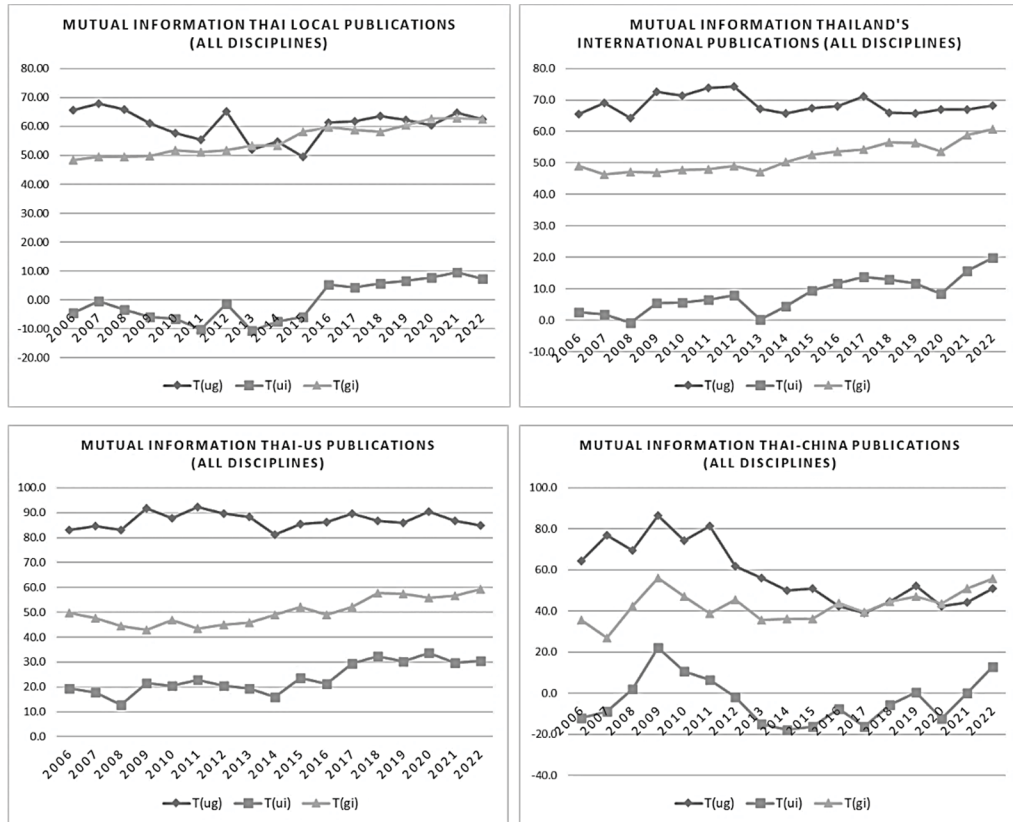 MUTUAL INFORMATION THAI LOCAL PUBLICATIONS
(ALL DISCIPLINES)
80.00
70.00
60.00
50.00
40.00
30.00
20.00
10.00
0.00
-10.00
-20.00
2006 2007 2008 2009 2010 2011 2012 2013 2014 2015 2016 2017 2018 2019 2020 2021 2022
T(ug) T(ui) T(gi)
MUTUAL INFORMATION THAILAND'S
INTERNATIONAL PUBLICATIONS (ALL DISCIPLINES)
80.0
70.0
60.0
50.0
40.0
30.0
20.0
10.0
0.0
-10.0
2006 2007 2008 2009 2010 2011 2012 2013 2014 2015 2016 2017 2018 2019 2020 2021 2022
T(ug) T(ui) T(gi)
MUTUAL INFORMATION THAI-US PUBLICATIONS
(ALL DISCIPLINES)
100.0
90.0
80.0
70.0
60.0
50.0
40.0
30.0
20.0
10.0
0.0
2006 2007 2008 2009 2010 2011 2012 2013 2014 2015 2016 2017 2018 2019 2020 2021 2022
T(ug) T(ui) T(gi)
MUTUAL INFORMATION THAI-CHINA PUBLICATIONS
(ALL DISCIPLINES)
100.0
80.0
60.0
40.0
20.0
0.0
-20.0
-40.0
2006 2007 2008 2009 2010 2011 2012 2013 2014 2015 2016 2017 2018 2019 2020 2021 2022
T(ug) T(ui) T(gi)